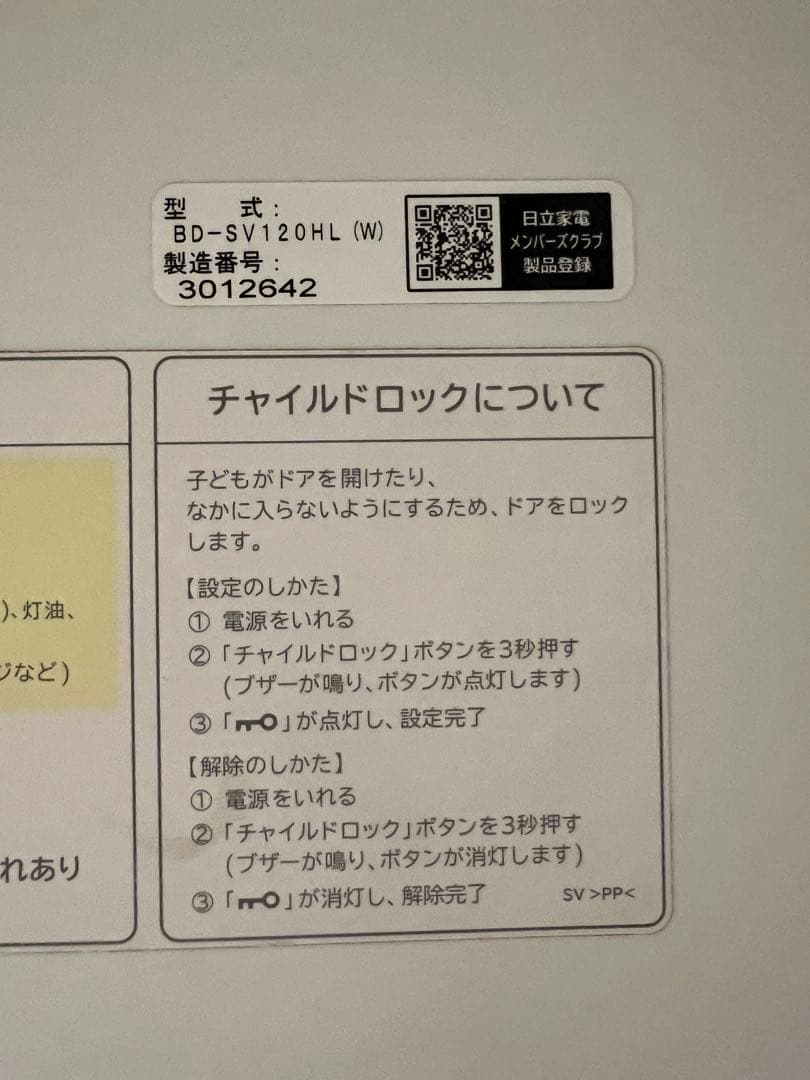 型　式：
BD-SV120HL (W)
製造番号：
3012642
日立家電
メンバーズクラブ
製品登録
)、灯油、
ジなど)
れあり
チャイルドロックについて
子どもがドアを開けたり、
なかに入らないようにするため、ドアをロック
します。
【設定のしかた】
① 電源をいれる
② 「チャイルドロック」ボタンを3秒押す
(ブザーが鳴り、ボタンが点灯します)
③ 「」が点灯し、設定完了
【解除のしかた】
① 電源をいれる
② 「チャイルドロック」ボタンを3秒押す
(ブザーが鳴り、ボタンが消灯します)
③ 「」が消灯し、解除完了
SV >PP<